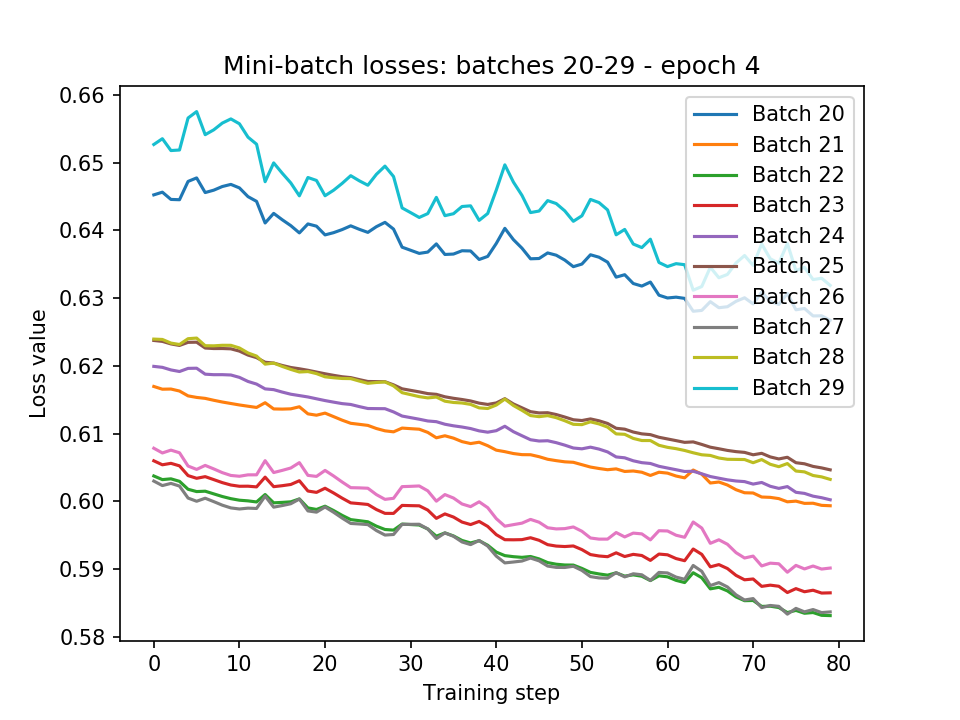 Mini-batch losses: batches 20-29 - epoch 4
0.66
0.65
0.64
0.63
0.62
0.61
0.60
0.59
0.58
Loss value
0 10 20 30 40 50 60 70 80
Training step
Batch 20
Batch 21
Batch 22
Batch 23
Batch 24
Batch 25
Batch 26
Batch 27
Batch 28
Batch 29